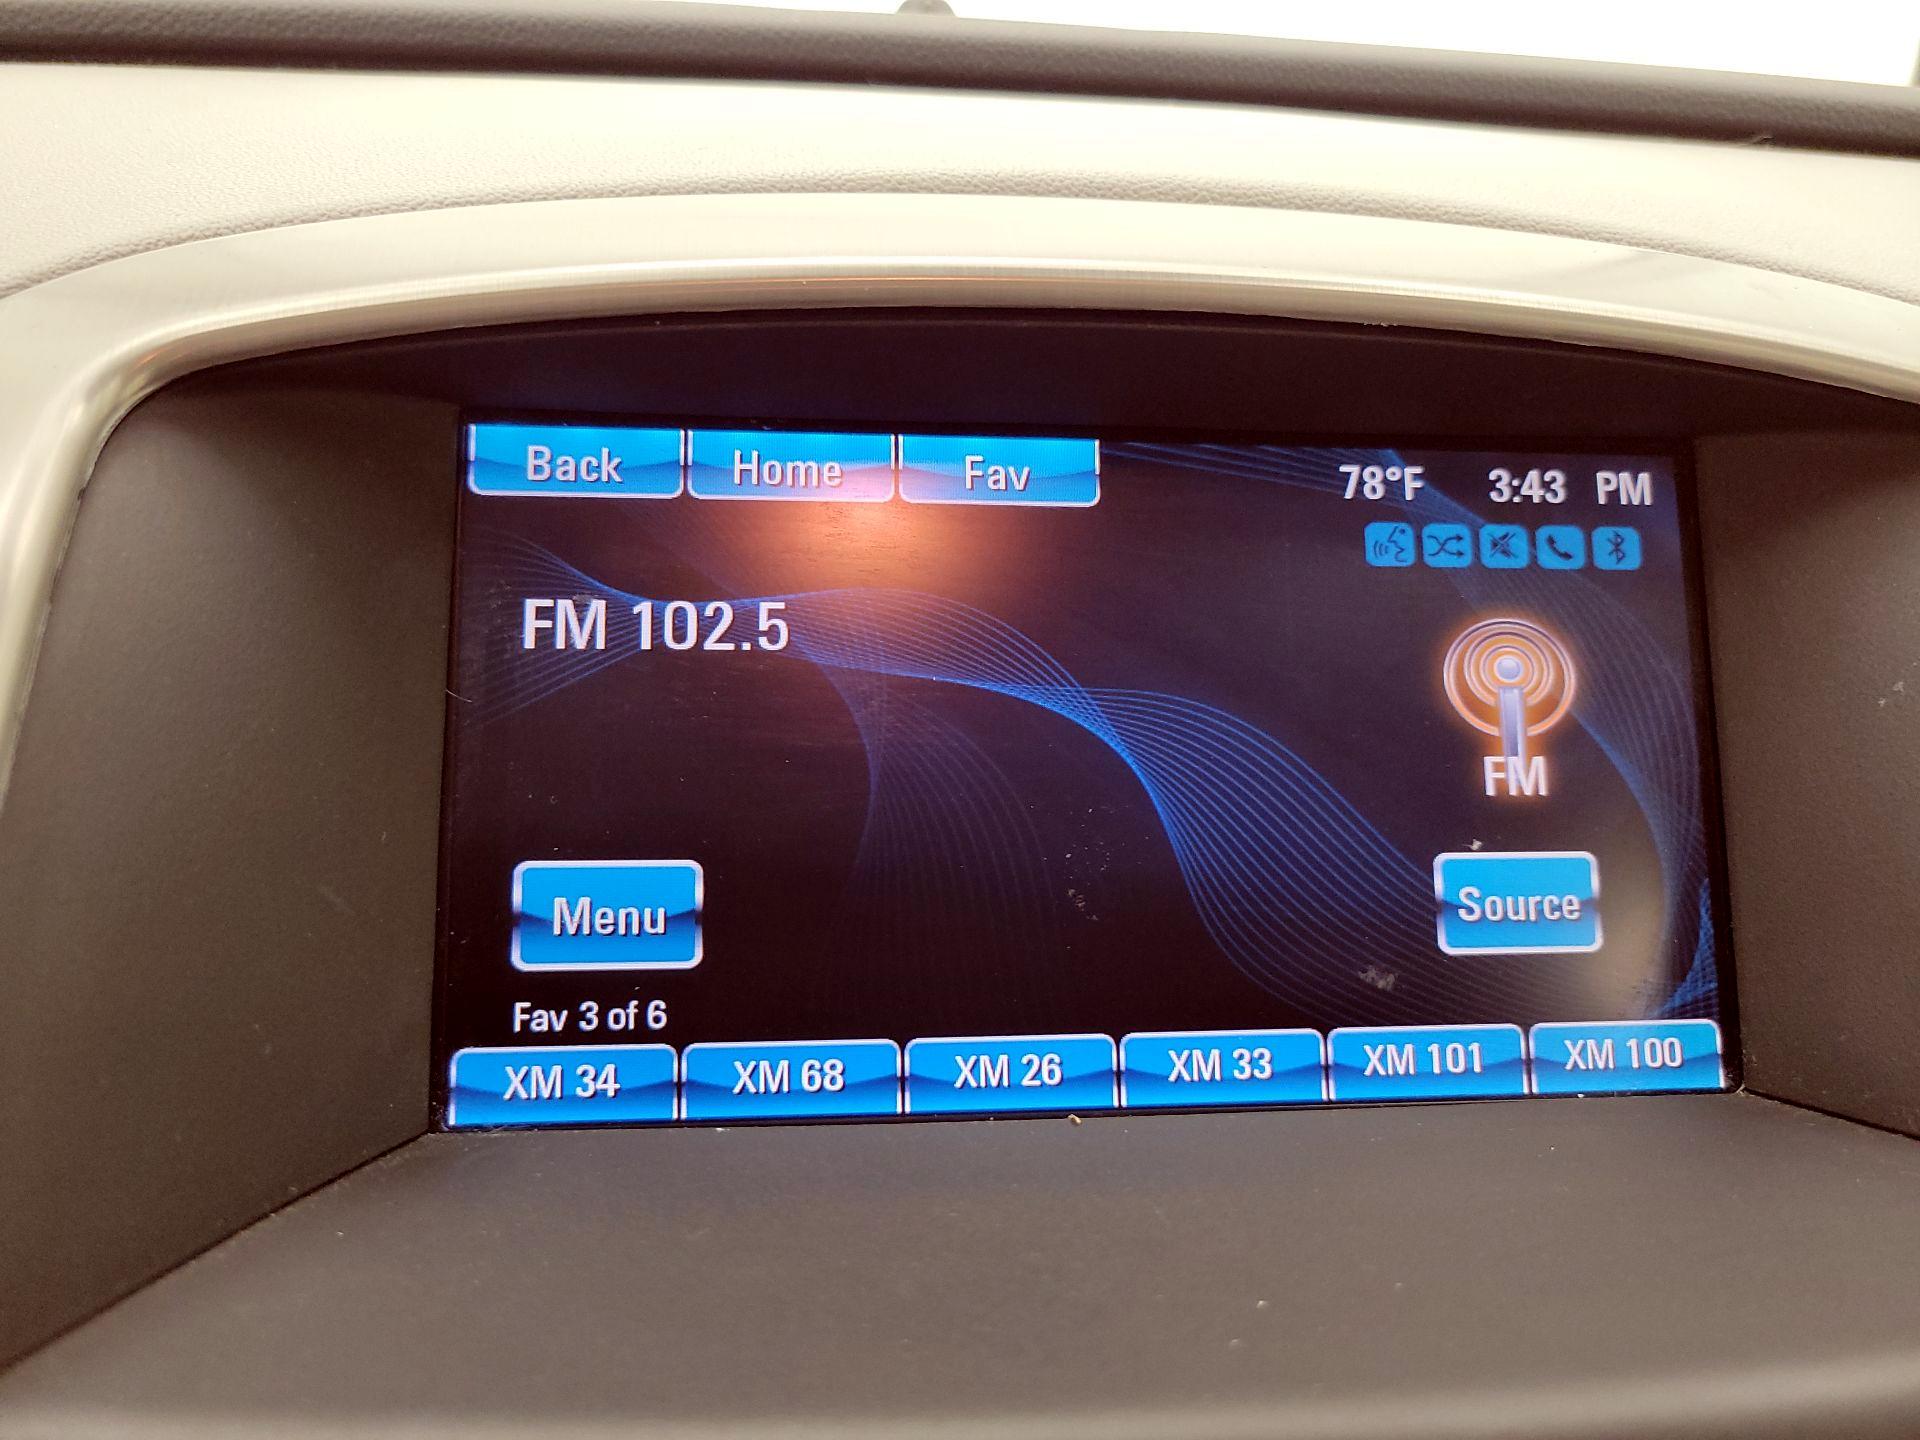 Back Home Fav 78°F 3:43 PM
FM 102.5
FM
Menu Source
Fav 3 of 6
XM 34 XM 68 XM 26 XM 33 XM 101 XM 100